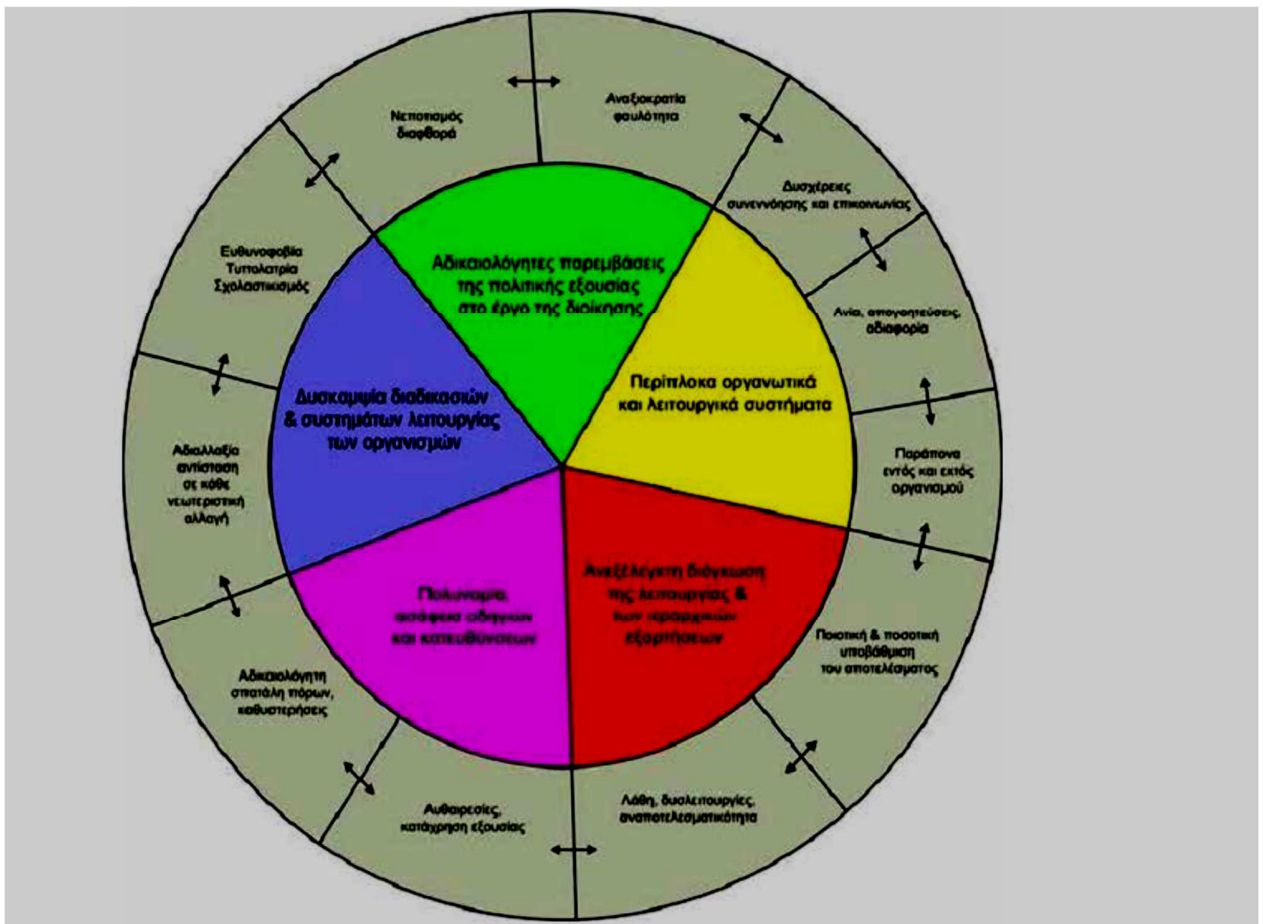 Νεποτισμός
διαφθορά
Αναξιοκρατία
φαυλότητα
Δυσχέρειες
συνεννόησης και επικοινωνίας
Ανία, απογοητεύσεις,
αδιαφορία
Παράπονα
εντός και εκτός
οργανισμού
Ποιοτική & ποσοτική
υποβάθμιση
του αποτελέσματος
Λάθη, δυσλειτουργίες,
αναποτελεσματικότητα
Αυθαιρεσίες,
κατάχρηση εξουσίας
Αδικαιολόγητη
σπατάλη πόρων,
καθυστερήσεις
Αδιαλλαξία
αντίσταση
σε κάθε
νεωτεριστική
αλλαγή
Ευθυνοφοβία
Τυπολατρία
Σχολαστικισμός
Αδικαιολόγητες παρεμβάσεις
της πολιτικής εξουσίας
στο έργο της διοίκησης
Περίπλοκα οργανωτικά
και λειτουργικά συστήματα
Ανεξέλεγκτη διόγκωση
της λειτουργίας &
των ιεραρχικών
εξαρτήσεων
Πολυνομία,
ασάφεια οδηγιών
και κατευθύνσεων
Δυσκαμψία διαδικασιών
& συστημάτων λειτουργίας
των οργανισμών